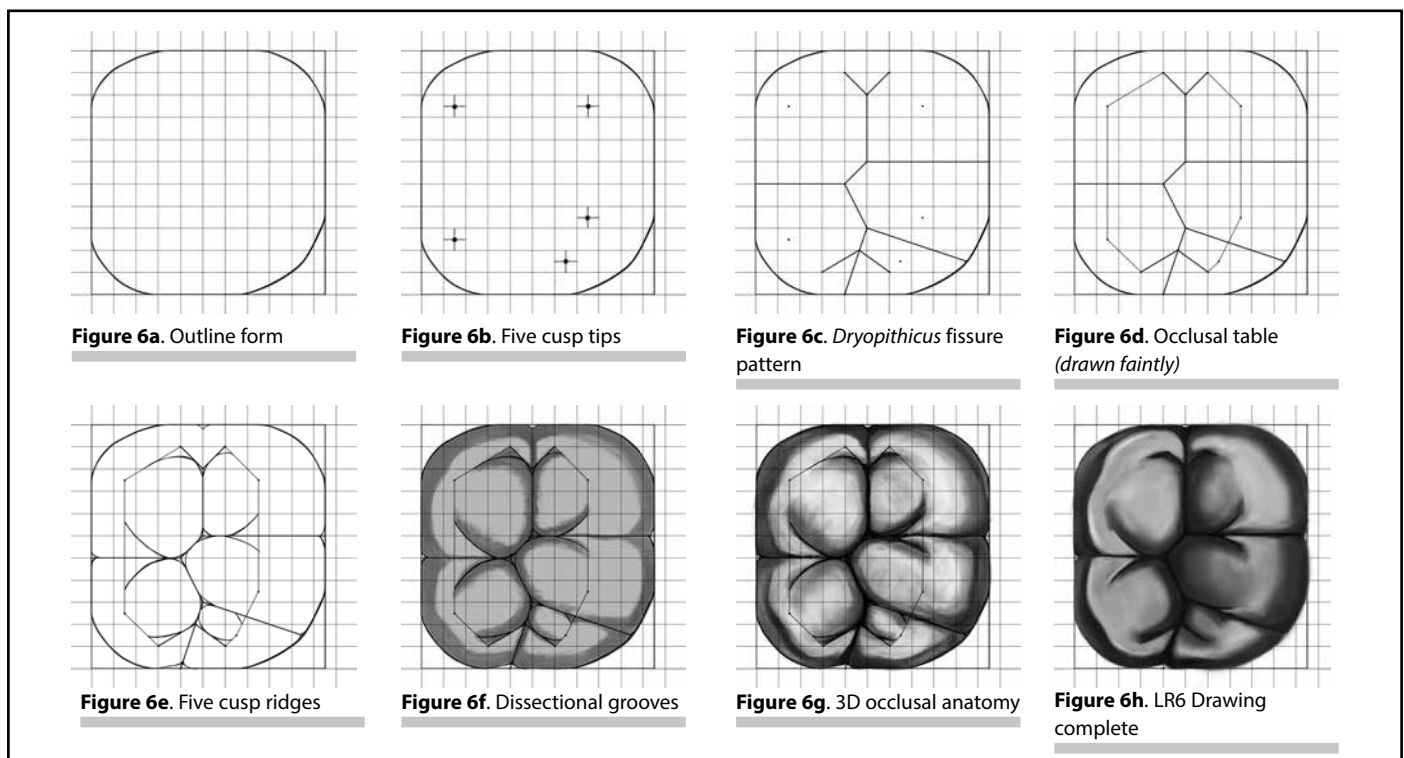 Figure 6a. Outline form
Figure 6b. Five cusp tips
Figure 6c. Dryopithicus fissure
pattern
Figure 6d. Occlusal table
(drawn faintly)
Figure 6e. Five cusp ridges
Figure 6f. Dissectional grooves
Figure 6g. 3D occlusal anatomy
Figure 6h. LR6 Drawing
complete